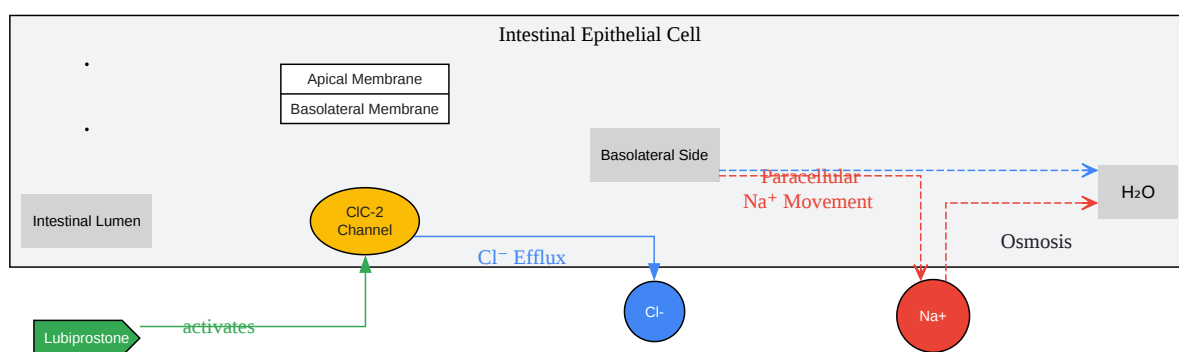 Intestinal Epithelial Cell
Apical Membrane
Basolateral Membrane
Basolateral Side
Paracellular
Na⁺ Movement
H₂O
Intestinal Lumen
ClC-2
Channel
Osmosis
Cl⁻ Efflux
Cl-
Na+
activates
Lubiprostone